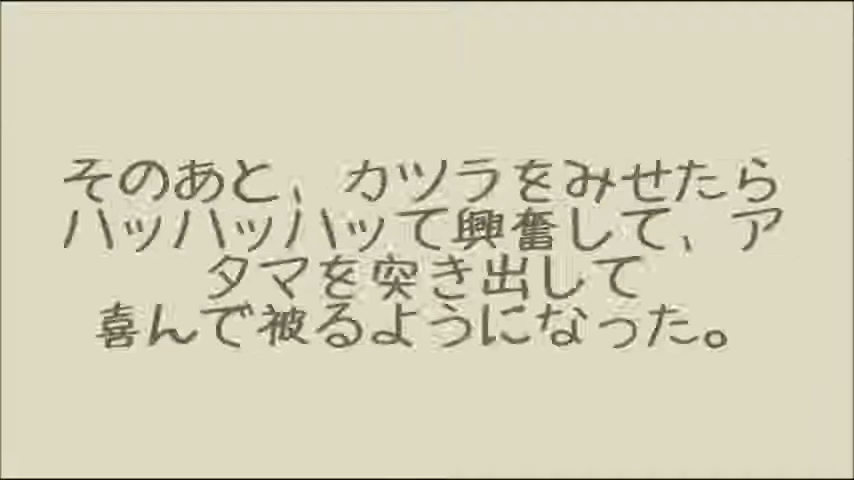 そのあと、カツラをみせたら
ハッハッハッて興奮して、ア
タマを突き出して
喜んで被るようになった。